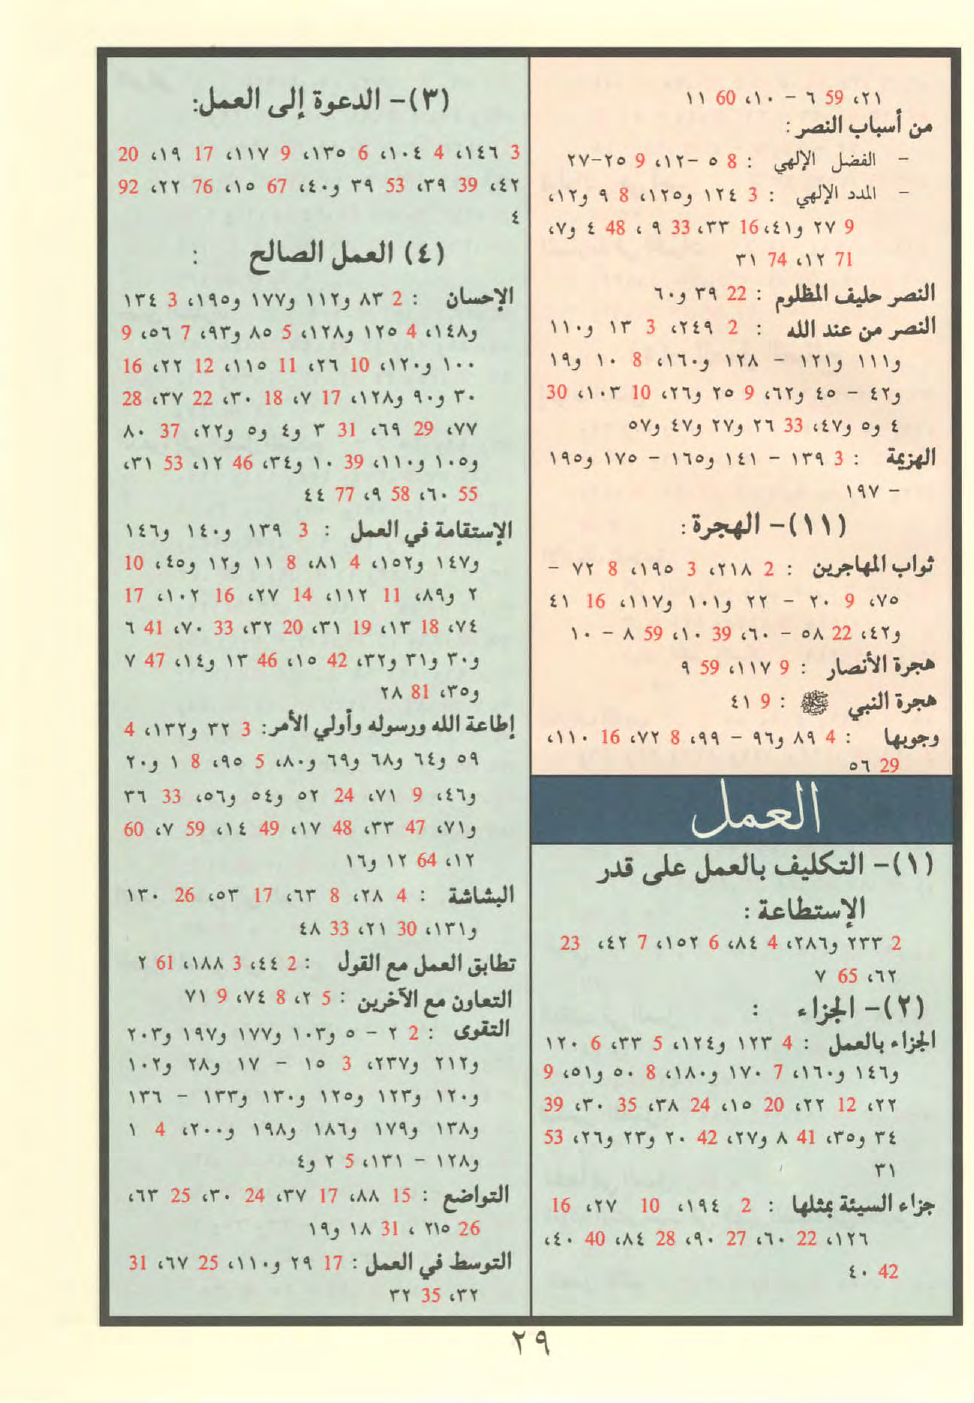 ٢١، 59 ٦ – ١٠، 60 ١١
من أسباب النصر :
– الفضل الإلهي : 8 ٥ -١٢، 9 ٢٥-٢٧
– المدد الإلهي : 3 ١٢٤ و١٢٥، 8 ٩ و١٢،
9 ٢٧ و٤١، 16 ٣٣، 33 ٩ ، 48 ٤ و٧،
71 ١٢، 74 ٣١
النصر حليف المظلوم : 22 ٣٩ و٦٠
النصر من عند الله : 2 ٢٤٩، 3 ١٣ و١١٠
و١١١ و١٢١ – ١٢٨ و١٦٠، 8 ١٠ و١٩
و٤٢ – ٤٥ و٦٢، 9 ٢٥ و٢٦، 10 ١٠٣، 30
٤ و٥ و٤٧، 33 ٢٦ و٢٧ و٤٧ و٥٧
الهزيمة : 3 ١٣٩ – ١٤١ و١٦٥ – ١٧٥ و١٩٥
– ١٩٧
(١١)– الهجرة :
ثواب المهاجرين : 2 ٢١٨، 3 ١٩٥، 8 ٧٢ –
٧٥، 9 ٢٠ – ٢٢ و١٠١ و١١٧، 16 ٤١
و٤٢، 22 ٥٨ – ٦٠، 39 ١٠، 59 ٨ – ١٠
هجرة الأنصار : 9 ١١٧، 59 ٩
هجرة النبي ﷺ : 9 ٤١
وجوبها : 4 ٨٩ و٩٦ – ٩٩، 8 ٧٢، 16 ١١٠،
29 ٥٦
العمل
(١)– التكليف بالعمل على قدر
الإستطاعة :
2 ٢٣٣ و٢٨٦، 4 ٨٤، 6 ١٥٢، 7 ٤٢، 23
٦٢، 65 ٧
(٢)– الجزاء :
الجزاء بالعمل : 4 ١٢٣ و١٢٤، 5 ٣٣، 6 ١٢٠
و١٤٦ و١٦٠، 7 ١٧٠ و١٨٠، 8 ٥٠ و٥١، 9
٢٢، 12 ٢٢، 20 ١٥، 24 ٣٨، 35 ٣٠، 39
٣٤ و٣٥، 41 ٨ و٢٧، 42 ٢٠ و٢٣ و٢٦، 53
٣١
جزاء السيئة بمثلها : 2 ١٩٤، 10 ٢٧، 16
١٢٦، 22 ٦٠، 27 ٩٠، 28 ٨٤، 40 ٤٠،
42 ٤٠
(٣)– الدعوة إلى العمل:
3 ١٤٦، 4 ١٠٤، 6 ١٣٥، 9 ١١٧، 17 ١٩، 20
٤٢، 39 ٣٩، 53 ٣٩ و٤٠، 67 ١٥، 76 ٢٢، 92
٤
(٤) العمل الصالح :
الإحسان : 2 ٨٣ و١١٢ و١٧٧ و١٩٥، 3 ١٣٤
و١٤٨، 4 ١٢٥ و١٢٨، 5 ٨٥ و٩٣، 7 ٥٦، 9
١٠٠ و١٢٠، 10 ٢٦، 11 ١١٥، 12 ٢٢، 16
٣٠ و٩٠ و١٢٨، 17 ٧، 18 ٣٠، 22 ٣٧، 28
٧٧، 29 ٦٩، 31 ٣ و٤ و٥ و٢٢، 37 ٨٠
و١٠٥ و١١٠، 39 ١٠ و٣٤، 46 ١٢، 53 ٣١،
55 ٦٠، 58 ٩، 77 ٤٤
الإستقامة في العمل : 3 ١٣٩ و١٤٠ و١٤٦
و١٤٧ و١٥٢، 4 ٨١، 8 ١١ و١٢ و٤٥، 10
٢ و٨٩، 11 ١١٢، 14 ٢٧، 16 ١٠٢، 17
٧٤، 18 ١٣، 19 ٣١، 20 ٣٢، 33 ٧٠، 41 ٦
و٣٠ و٣١ و٣٢، 42 ١٥، 46 ١٣ و١٤، 47 ٧
و٣٥، 81 ٢٨
إطاعة الله ورسوله وأولي الأمر: 3 ٣٢ و١٣٢، 4
٥٩ و٦٤ و٦٨ و٦٩ و٨٠، 5 ٩٥، 8 ١ و٢٠
و٤٦، 9 ٧١، 24 ٥٢ و٥٤ و٥٦، 33 ٣٦
و٧١، 47 ٣٣، 48 ١٧، 49 ١٤، 59 ٧، 60
١٢، 64 ١٢ و١٦
البشاشة : 4 ٢٨، 8 ٦٣، 17 ٥٣، 26 ١٣٠
و١٣١، 30 ٢١، 33 ٤٨
تطابق العمل مع القول : 2 ٤٤، 3 ١٨٨، 61 ٢
التعاون مع الآخرين : 5 ٢، 8 ٧٤، 9 ٧١
التقوى : 2 ٢ – ٥ و١٠٣ و١٧٧ و١٩٧ و٢٠٣
و٢١٢ و٢٣٧، 3 ١٥ – ١٧ و٢٨ و١٠٢
و١٢٠ و١٢٣ و١٢٥ و١٣٠ و١٣٣ – ١٣٦
و١٣٨ و١٧٩ و١٨٦ و١٩٨ و٢٠٠، 4 ١
و١٢٨ – ١٣١، 5 ٢ و٤
التواضع : 15 ٨٨، 17 ٣٧، 24 ٣٠، 25 ٦٣،
26 ٢١٥ ، 31 ١٨ و١٩
التوسط في العمل : 17 ٢٩ و١١٠، 25 ٦٧، 31
٣٢، 35 ٣٢
٢٩